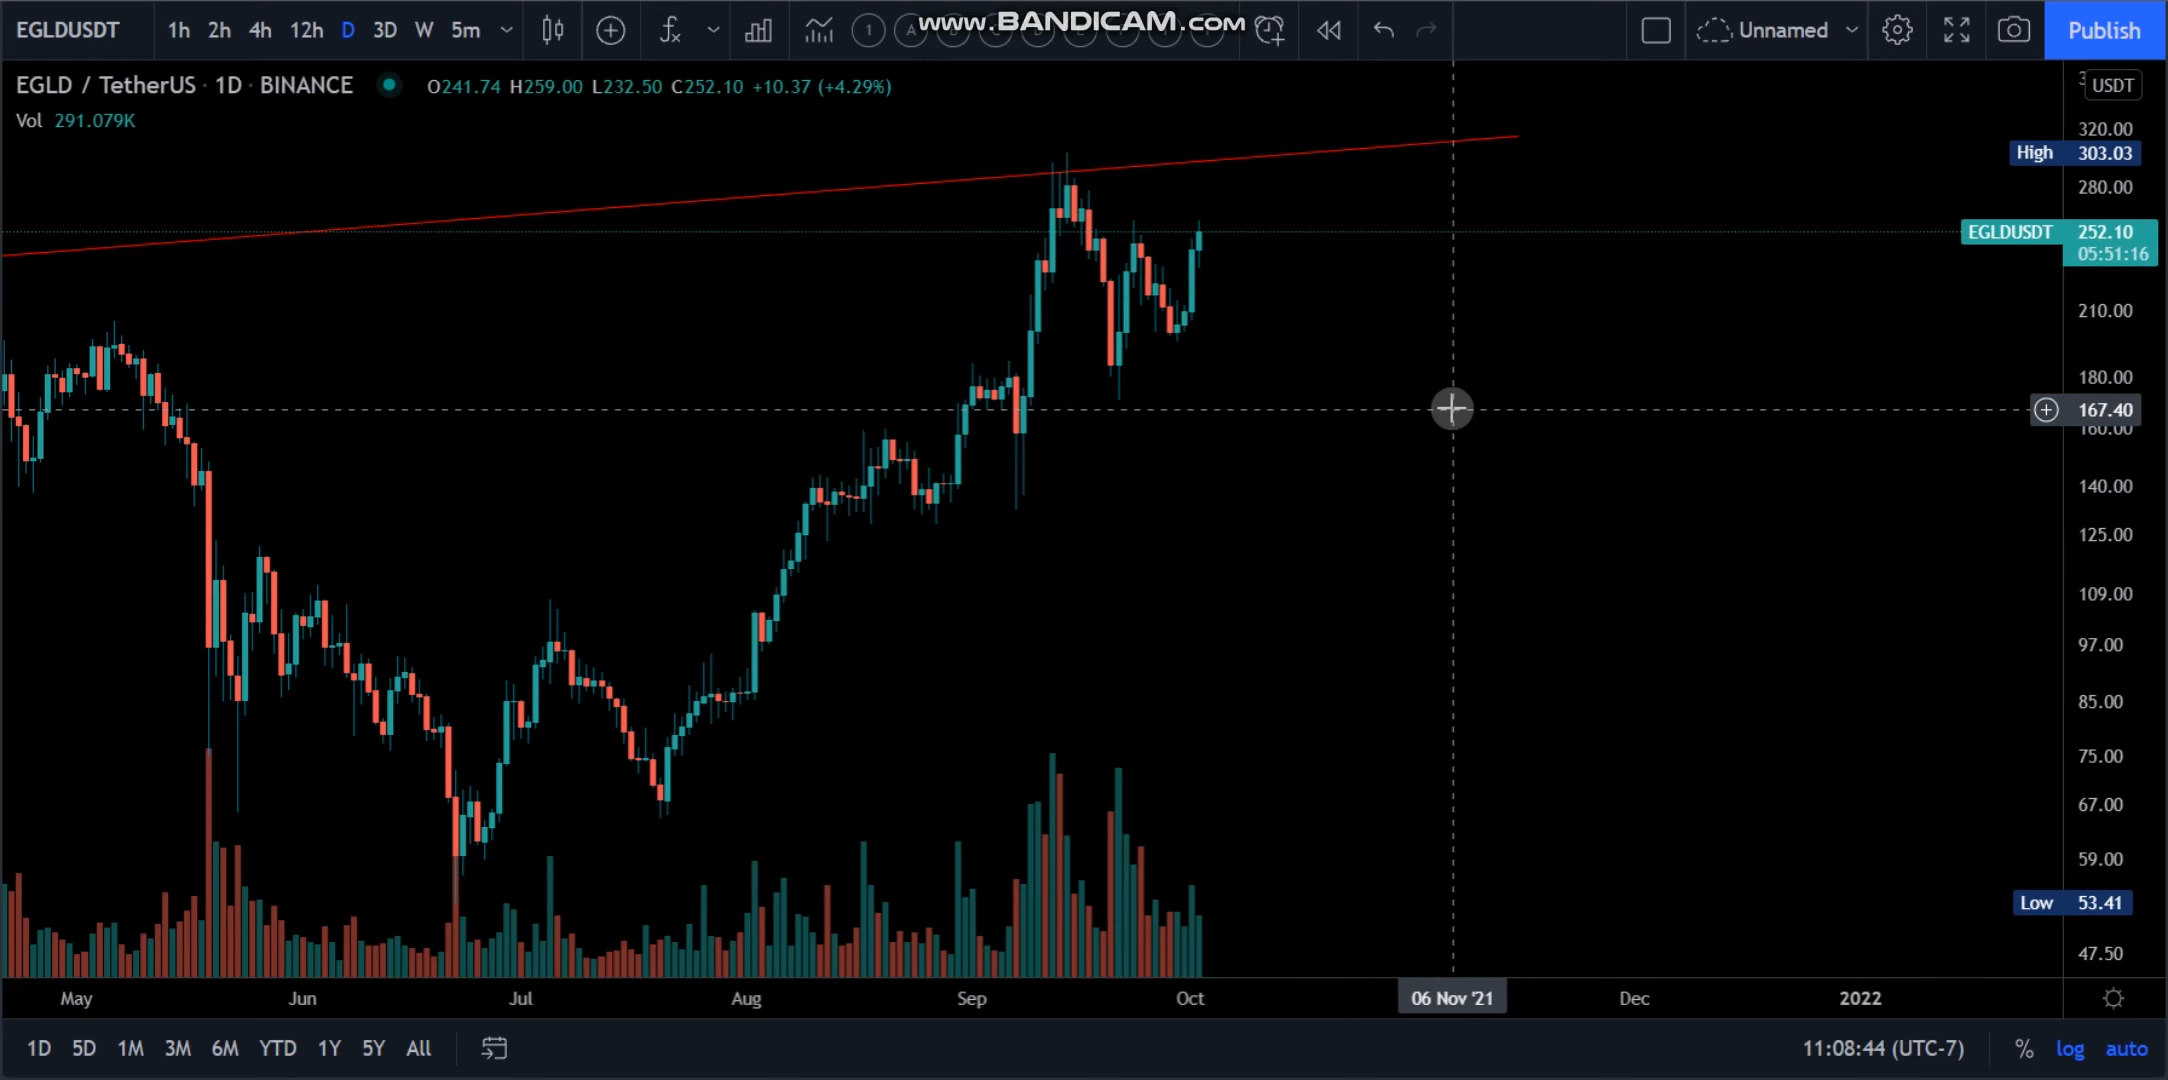 EGLDUSDT 1h 2h 4h 12h D 3D W 5m 1 A www.BANDICAM.com Unnamed Publish
EGLD / TetherUS · 1D · BINANCE O241.74 H259.00 L232.50 C252.10 +10.37 (+4.29%)
USDT
Vol 291.079K
320.00
High 303.03
280.00
EGLDUSDT 252.10
05:51:16
210.00
180.00
167.40
160.00
140.00
125.00
109.00
97.00
85.00
75.00
67.00
59.00
Low 53.41
47.50
May Jun Jul Aug Sep Oct 06 Nov '21 Dec 2022
1D 5D 1M 3M 6M YTD 1Y 5Y All 11:08:44 (UTC-7) % log auto